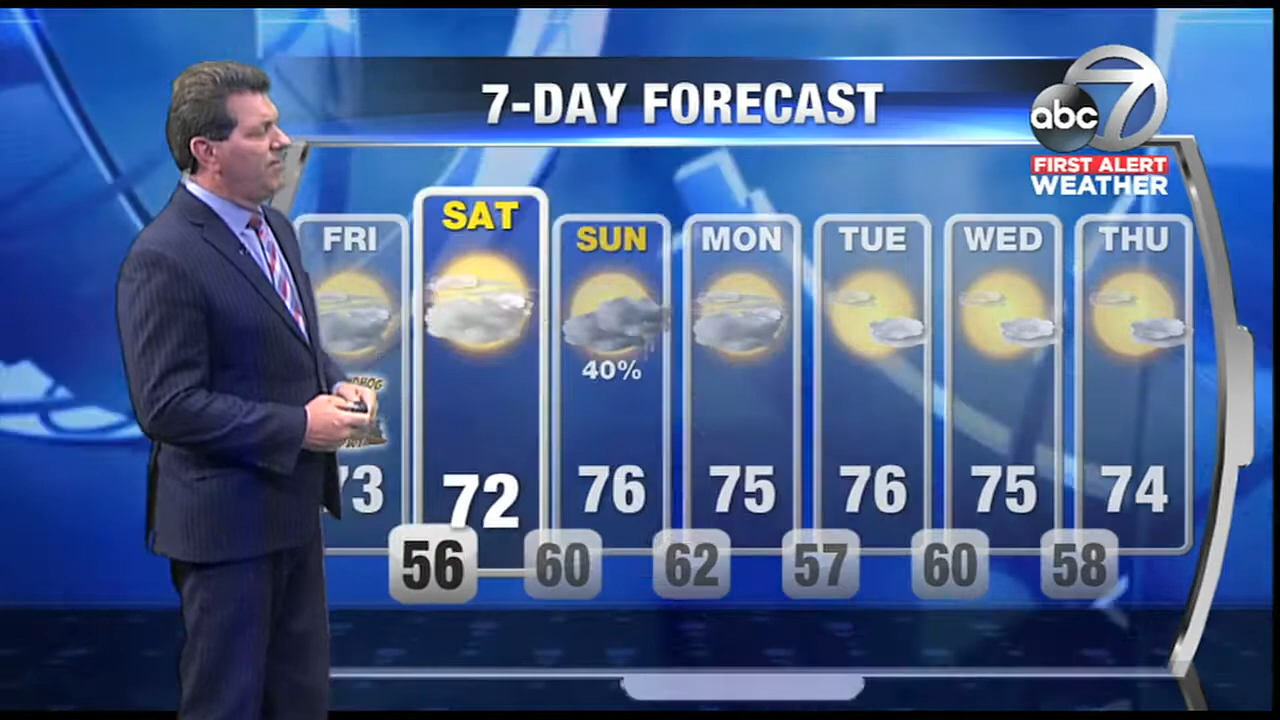 7-DAY FORECAST
abc 7
FIRST ALERT
WEATHER
FRI SAT SUN MON TUE WED THU
40%
73 72 76 75 76 75 74
56 60 62 57 60 58